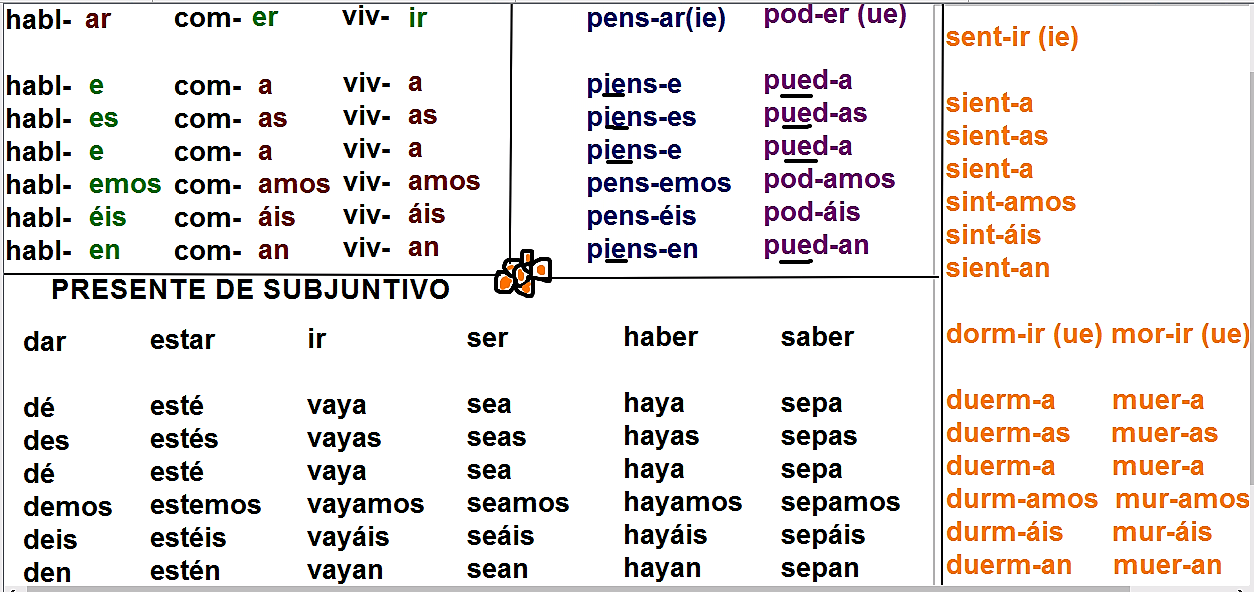 habl- ar com- er viv- ir
habl- e com- a viv- a
habl- es com- as viv- as
habl- e com- a viv- a
habl- emos com- amos viv- amos
habl- éis com- áis viv- áis
habl- en com- an viv- an
pens-ar(ie) pod-er (ue)
piens-e pued-a
piens-es pued-as
piens-e pued-a
pens-emos pod-amos
pens-éis pod-áis
piens-en pued-an
sent-ir (ie)
sient-a
sient-as
sient-a
sint-amos
sint-áis
sient-an
PRESENTE DE SUBJUNTIVO
dar estar ir ser haber saber
dé esté vaya sea haya sepa
des estés vayas seas hayas sepas
dé esté vaya sea haya sepa
demos estemos vayamos seamos hayamos sepamos
deis estéis vayáis seáis hayáis sepáis
den estén vayan sean hayan sepan
dorm-ir (ue) mor-ir (ue)
duerm-a muer-a
duerm-as muer-as
duerm-a muer-a
durm-amos mur-amos
durm-áis mur-áis
duerm-an muer-an